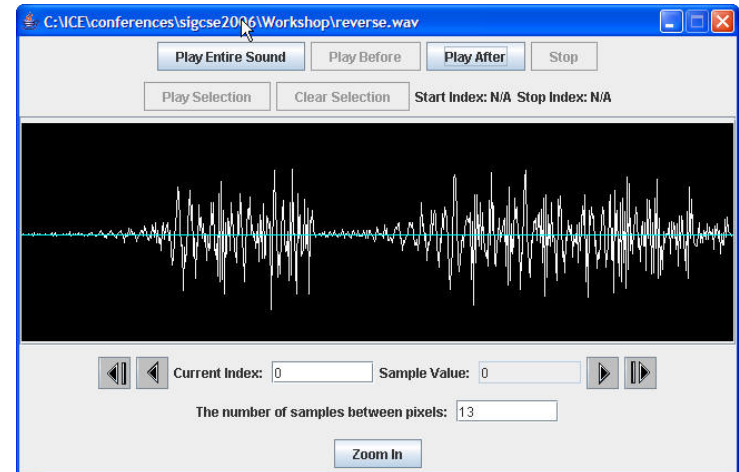 C:\ICE\conferences\sigcse2006\Workshop\reverse.wav
Play Entire Sound Play Before Play After Stop
Play Selection Clear Selection Start Index: N/A Stop Index: N/A
Current Index: 0 Sample Value: 0
The number of samples between pixels: 13
Zoom In